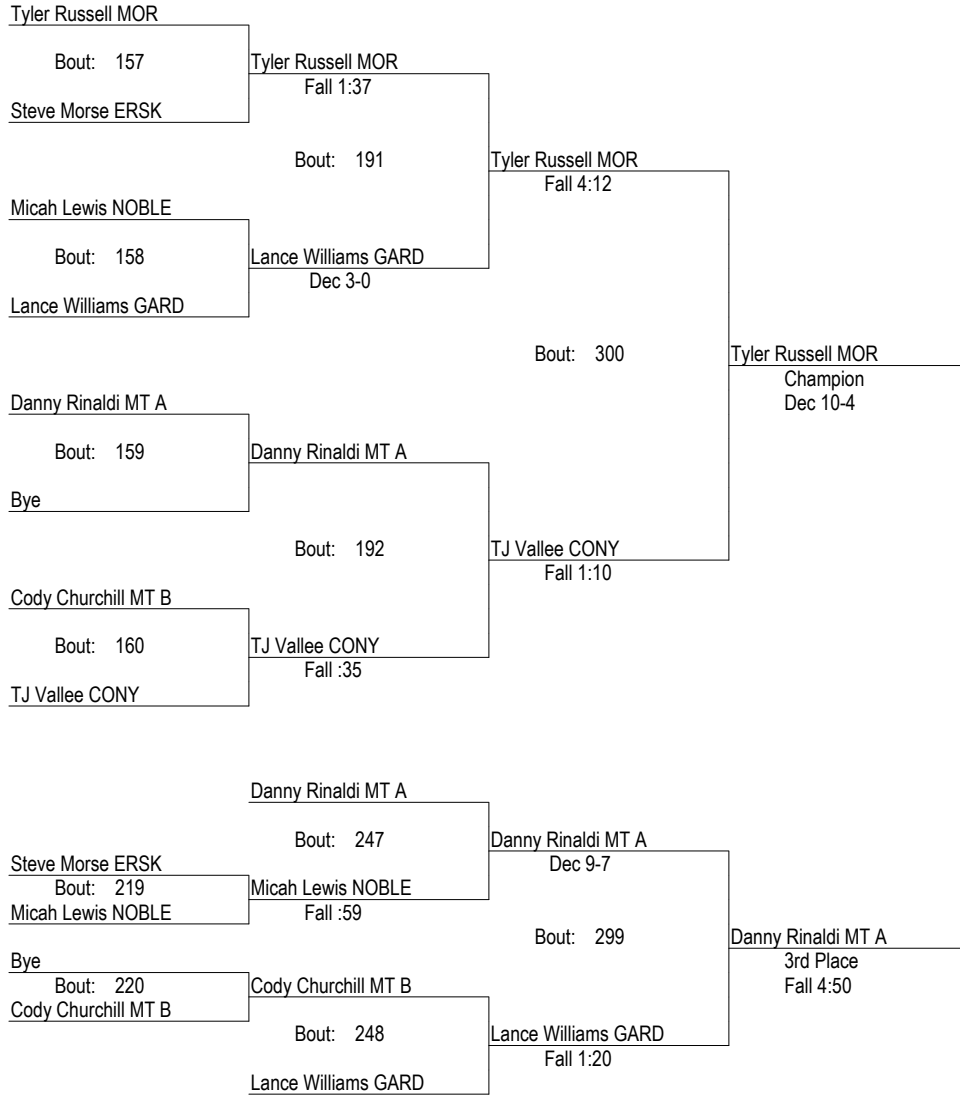 Tyler Russell MOR
Bout: 157
Tyler Russell MOR
Fall 1:37
Steve Morse ERSK
Bout: 191
Tyler Russell MOR
Fall 4:12
Micah Lewis NOBLE
Bout: 158
Lance Williams GARD
Dec 3-0
Lance Williams GARD
Bout: 300
Tyler Russell MOR
Champion
Dec 10-4
Danny Rinaldi MT A
Bout: 159
Danny Rinaldi MT A
Bye
Bout: 192
TJ Vallee CONY
Fall 1:10
Cody Churchill MT B
Bout: 160
TJ Vallee CONY
Fall :35
TJ Vallee CONY
Danny Rinaldi MT A
Bout: 247
Danny Rinaldi MT A
Dec 9-7
Steve Morse ERSK
Bout: 219
Micah Lewis NOBLE
Micah Lewis NOBLE
Fall :59
Bout: 299
Danny Rinaldi MT A
3rd Place
Fall 4:50
Bye
Bout: 220
Cody Churchill MT B
Cody Churchill MT B
Bout: 248
Lance Williams GARD
Fall 1:20
Lance Williams GARD